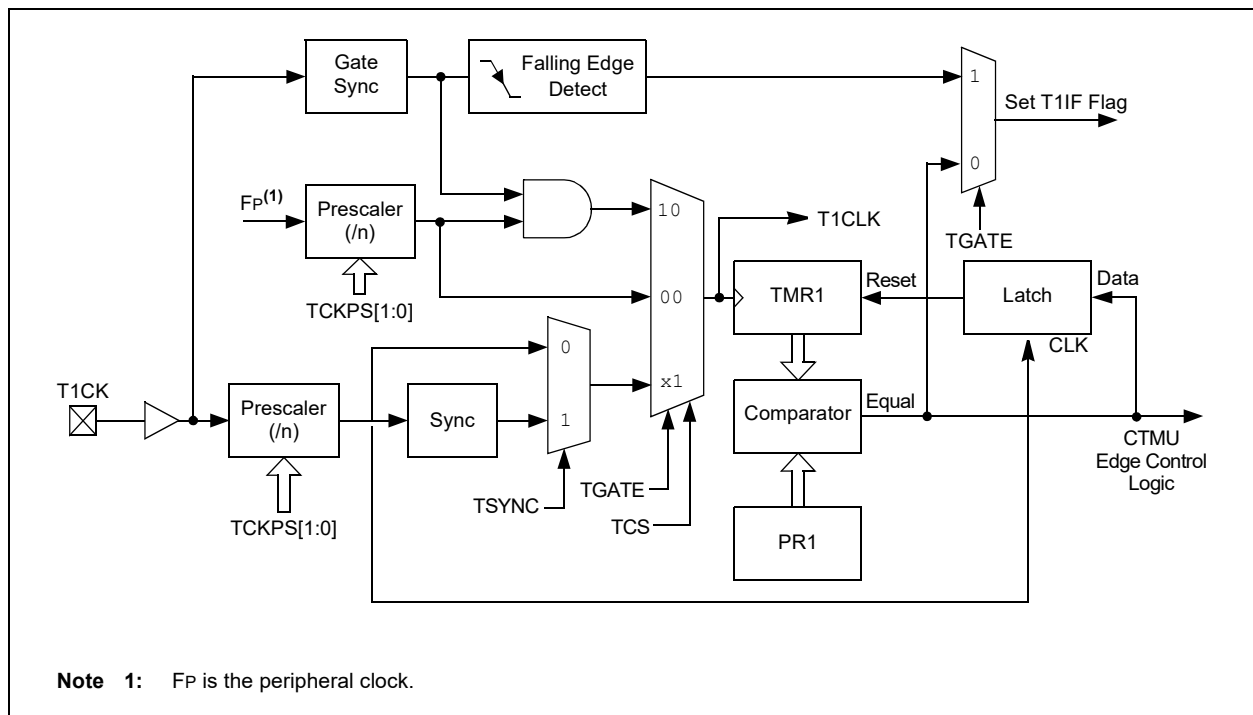 Gate
Sync
Falling Edge
Detect
1
Set T1IF Flag
0
FP(1)
Prescaler
(/n)
10
T1CLK
TGATE
TCKPS[1:0]
00
TMR1
Reset
Latch
Data
CLK
0
x1
1
T1CK
Prescaler
(/n)
Sync
Comparator
Equal
CTMU
Edge Control
Logic
TGATE
TSYNC
TCS
TCKPS[1:0]
PR1
Note 1: FP is the peripheral clock.